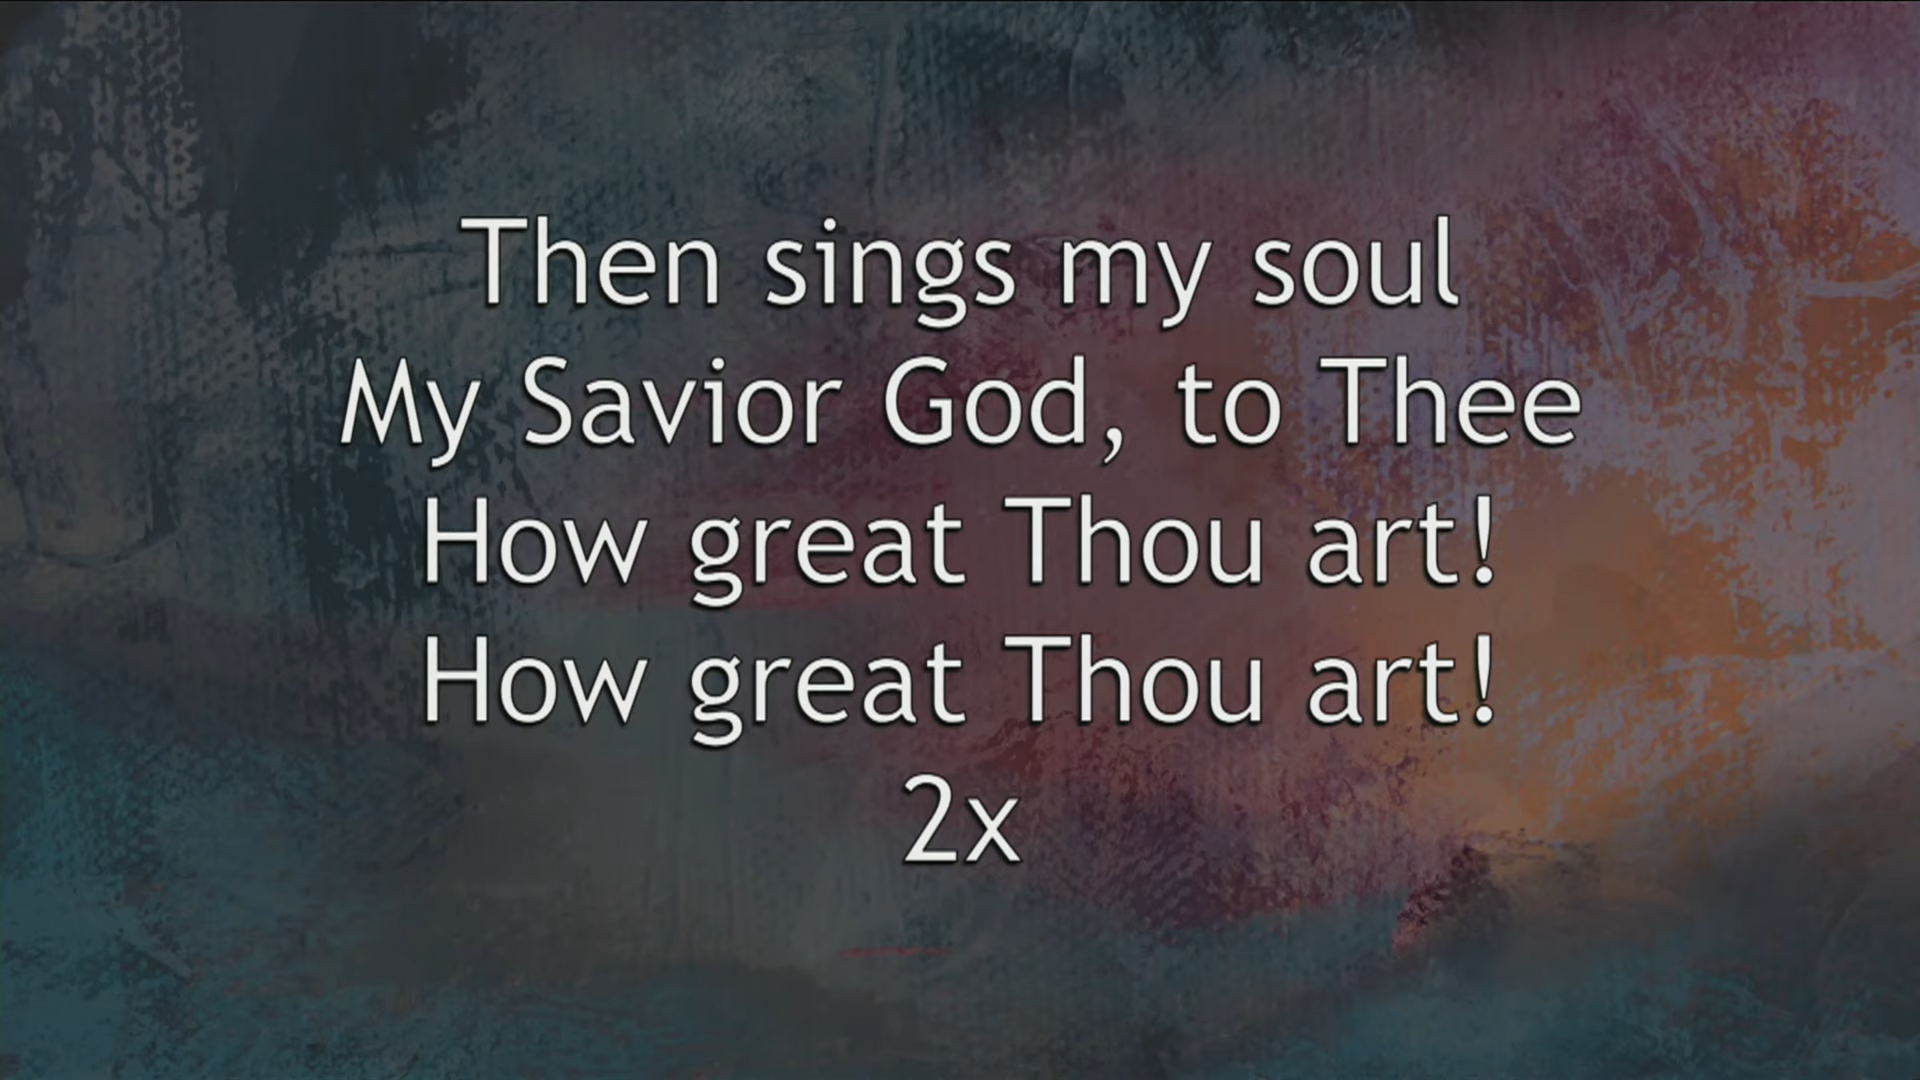 Then sings my soul
My Savior God, to Thee
How great Thou art!
How great Thou art!
2x